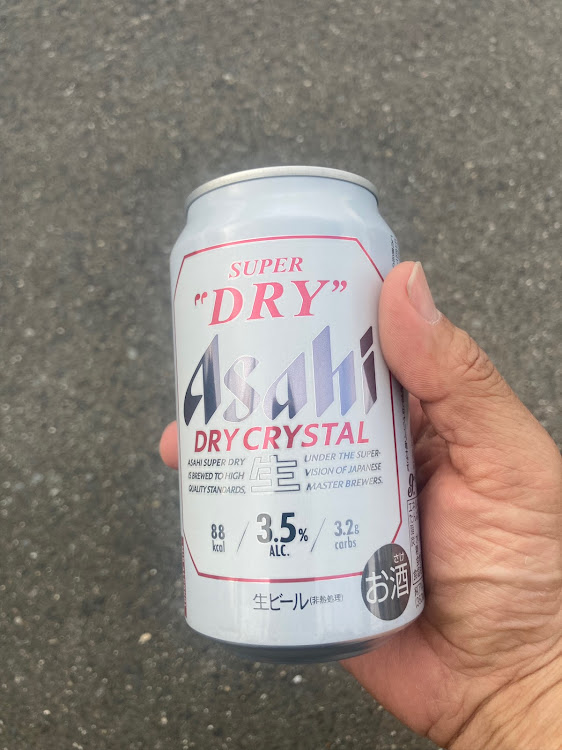 SUPER
"DRY"
Asahi
DRY CRYSTAL
ASAHI SUPER DRY
IS BREWED TO HIGH
QUALITY STANDARDS,
生
UNDER THE SUPER-
VISION OF JAPANESE
MASTER BREWERS.
88
kcal
3.5%
ALC.
3.2g
carbs
さけ
お酒
生ビール(非熱処理)